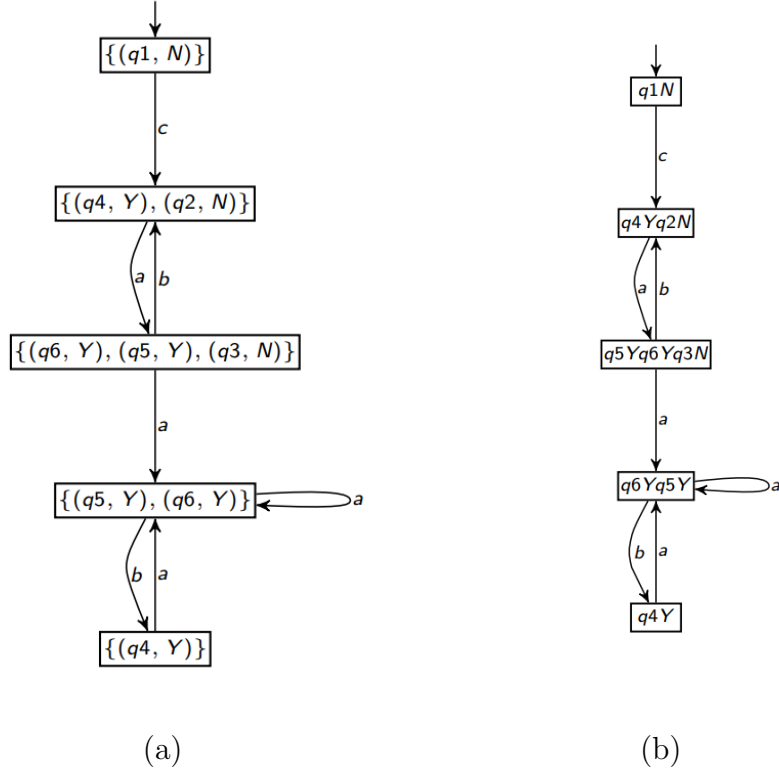 {(q1, N)}
c
{(q4, Y), (q2, N)}
a b
{(q6, Y), (q5, Y), (q3, N)}
a
{(q5, Y), (q6, Y)} a
b a
{(q4, Y)}
(a)
q1N
c
q4Yq2N
a b
q5Yq6Yq3N
a
q6Yq5Y a
b a
q4Y
(b)